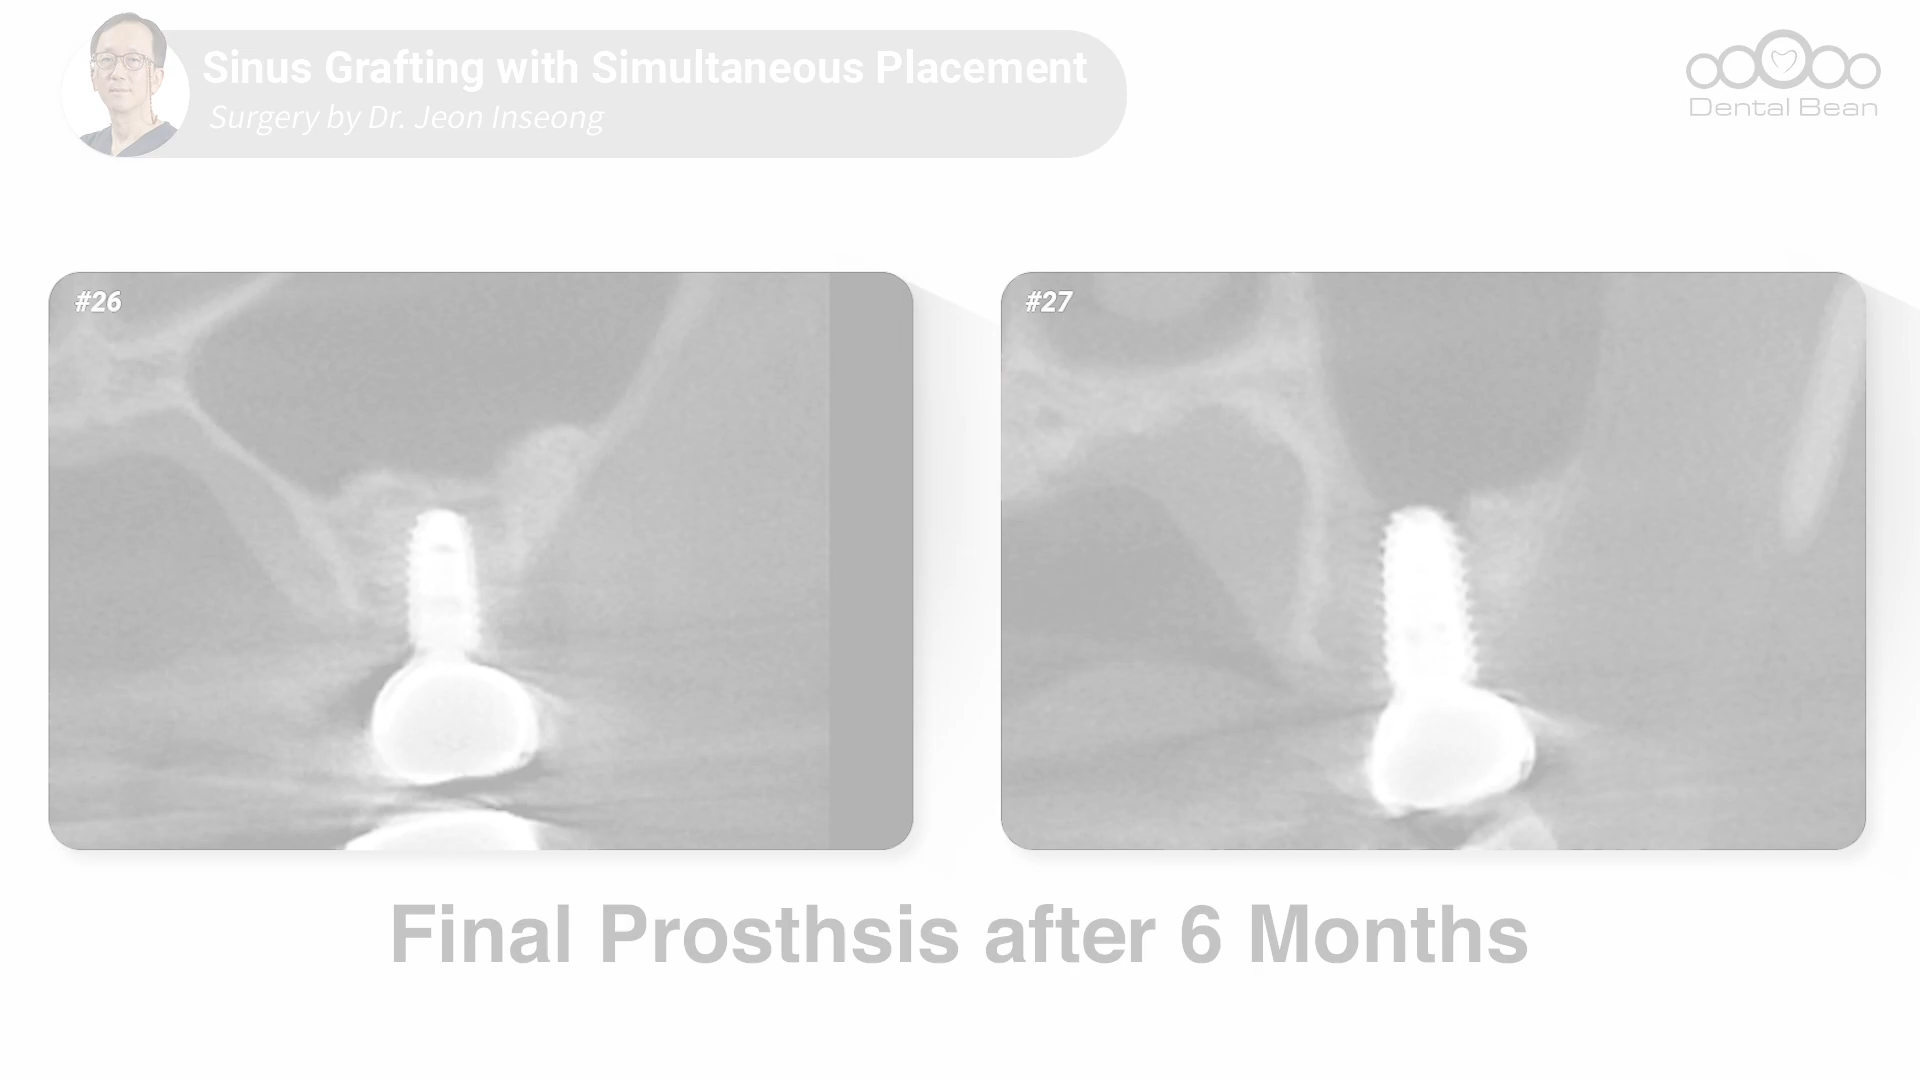 Sinus Grafting with Simultaneous Placement
Surgery by Dr. Jeon Inseong
Dental Bean
#26
#27
Final Prosthsis after 6 Months